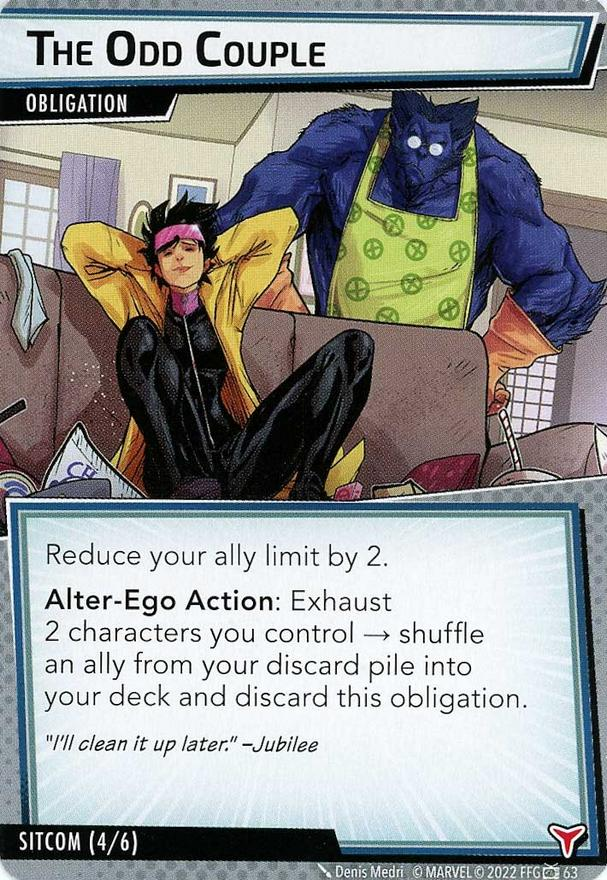 THE ODD COUPLE
OBLIGATION
CH
Reduce your ally limit by 2.
Alter-Ego Action: Exhaust
2 characters you control → shuffle
an ally from your discard pile into
your deck and discard this obligation.
"I'll clean it up later." –Jubilee
SITCOM (4/6)
Denis Medri © MARVEL © 2022 FFG 63